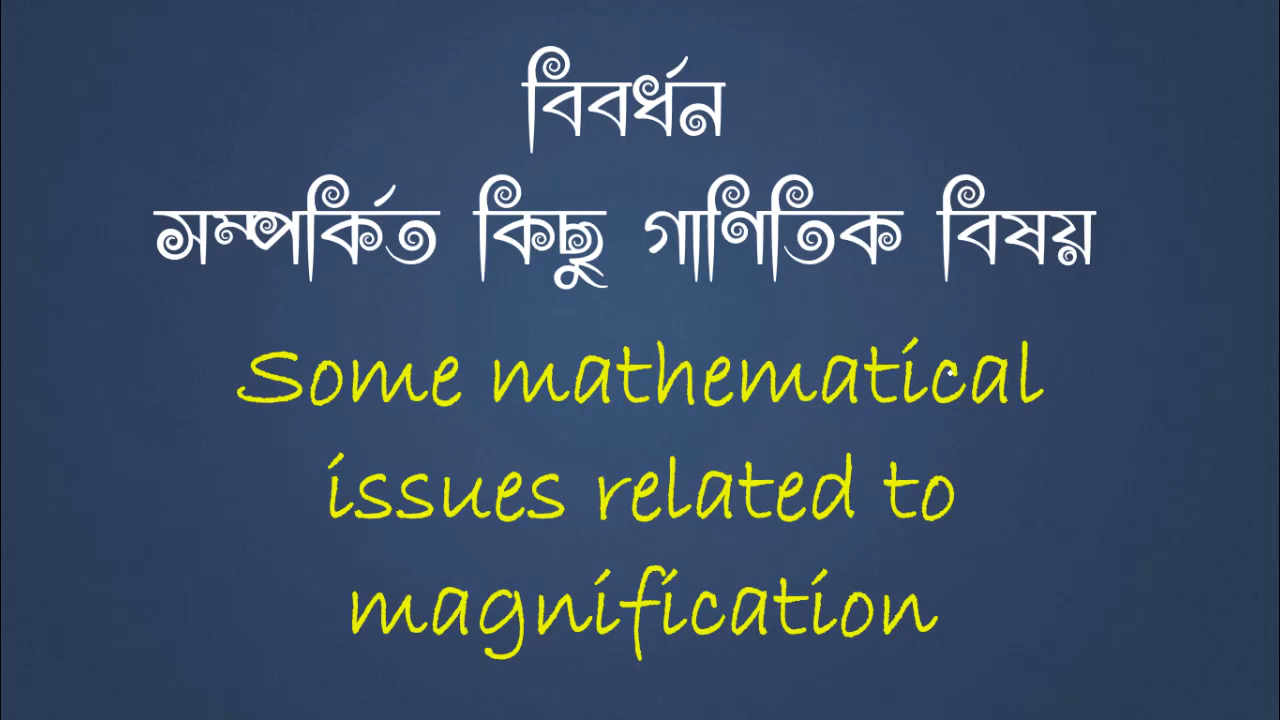 বিবর্ধন
সম্পর্কিত কিছু গাণিতিক বিষয়
Some mathematical
issues related to
magnification